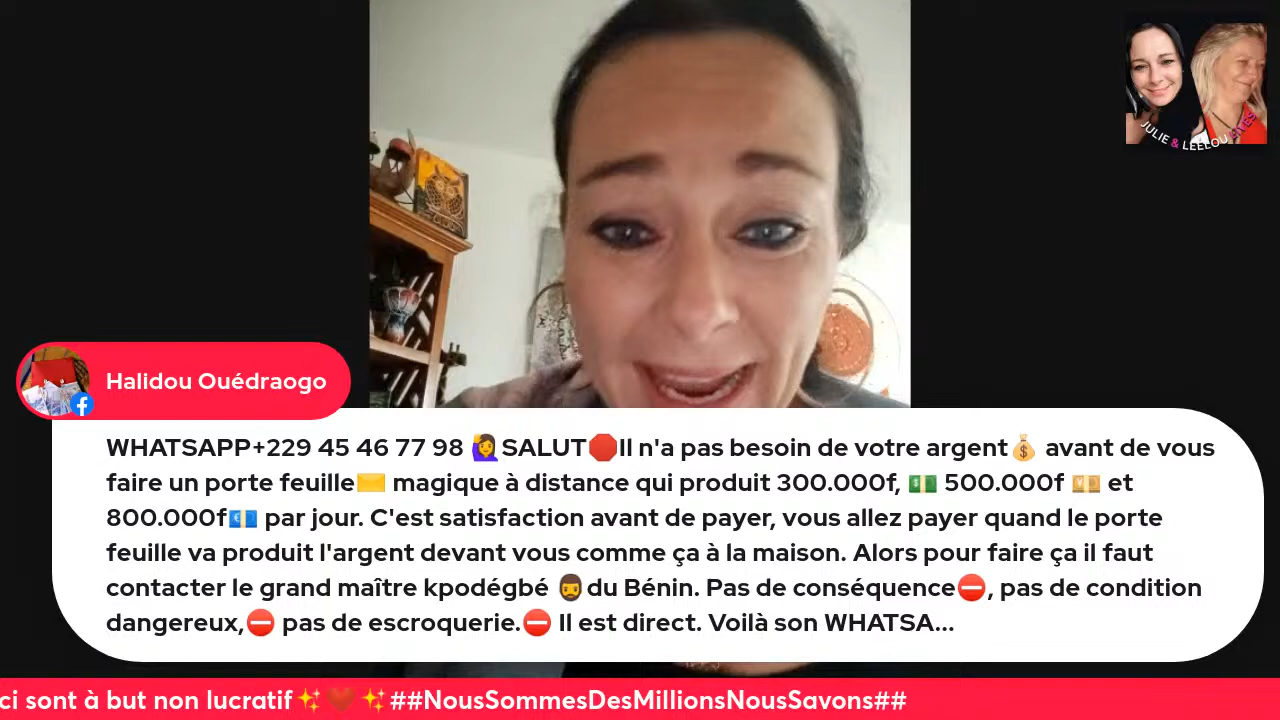 JULIE & LEELOU LIVES
Halidou Ouédraogo
WHATSAPP+229 45 46 77 98 🙋‍♀️SALUT🛑Il n'a pas besoin de votre argent💰 avant de vous
faire un porte feuille✉️ magique à distance qui produit 300.000f, 💵 500.000f 💴 et
800.000f💶 par jour. C'est satisfaction avant de payer, vous allez payer quand le porte
feuille va produit l'argent devant vous comme ça à la maison. Alors pour faire ça il faut
contacter le grand maître kpodégbé 🧔‍♂️du Bénin. Pas de conséquence⛔, pas de condition
dangereux,⛔ pas de escroquerie.⛔ Il est direct. Voilà son WHATSA...
ci sont à but non lucratif✨❤️✨##NousSommesDesMillionsNousSavons##